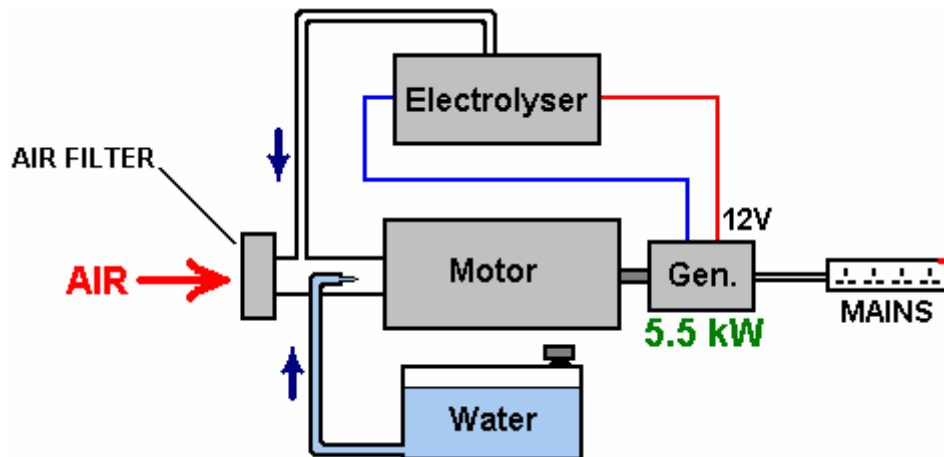 Electrolyser
AIR FILTER
12V
AIR
Motor
Gen.
5.5 kW
MAINS
Water